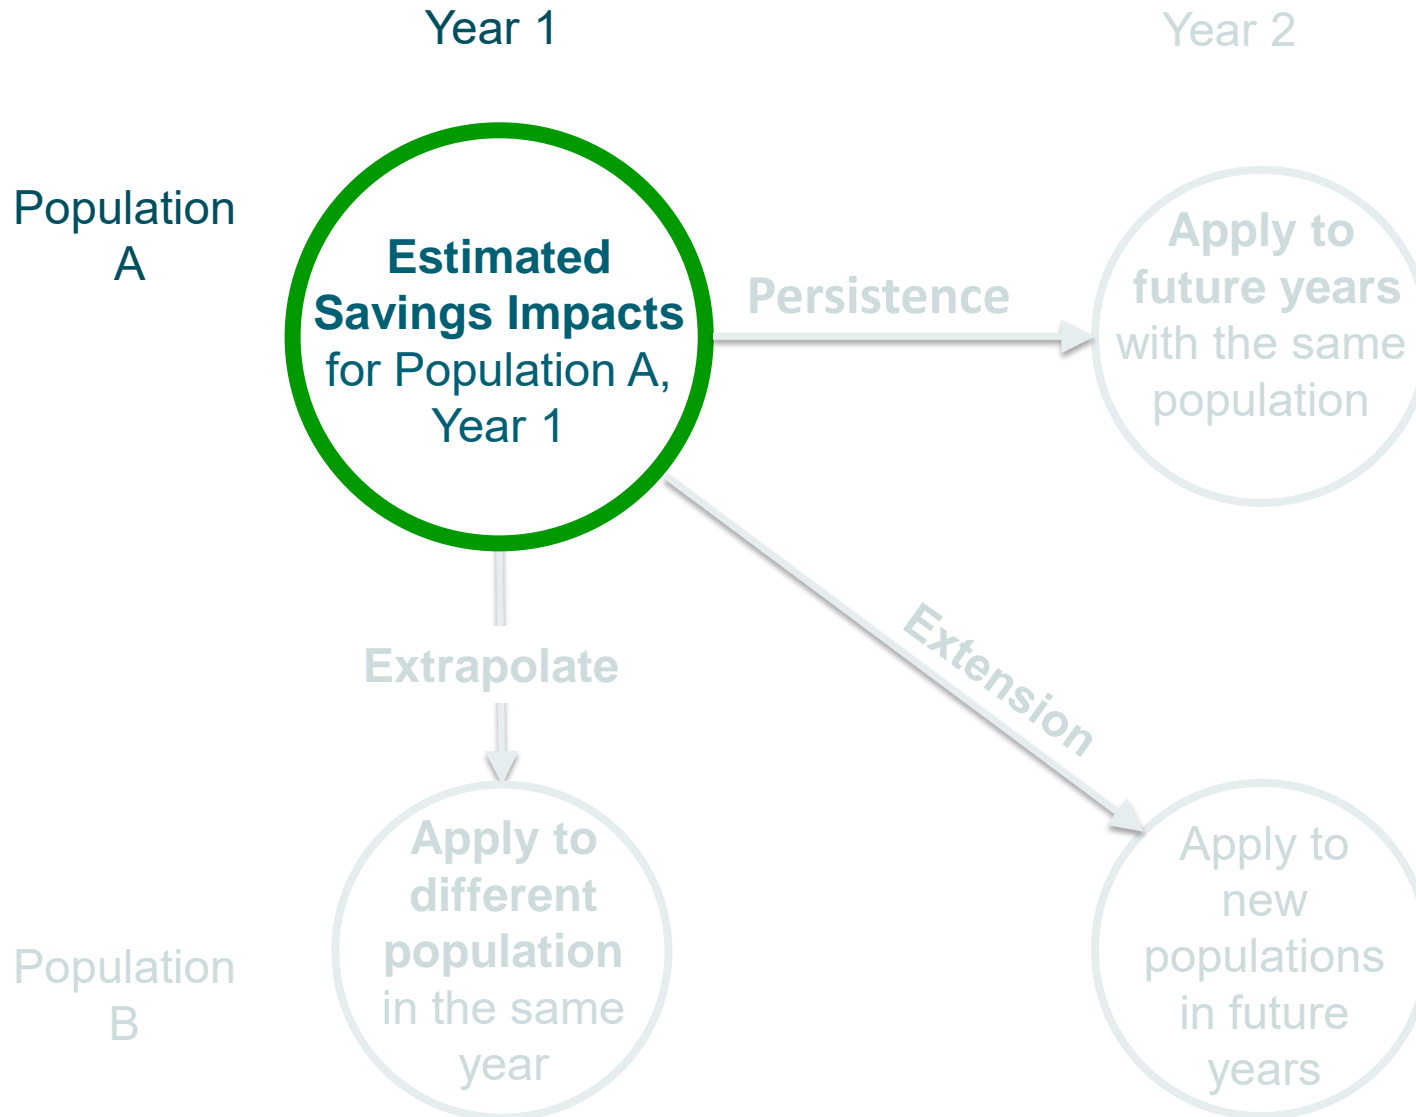 Year 1
Year 2
Population
A
Estimated
Savings Impacts
for Population A,
Year 1
Persistence
Apply to
future years
with the same
population
Extrapolate
Extension
Population
B
Apply to
different
population
in the same
year
Apply to
new
populations
in future
years